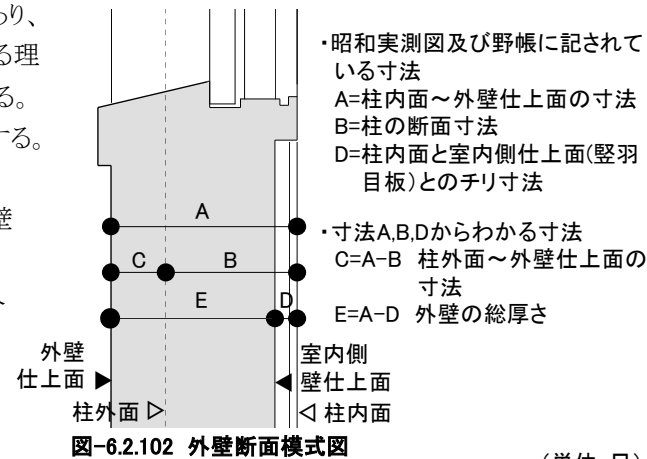 わり、
る理
る。
する。
壁
・昭和実測図及び野帳に記されて
いる寸法
A=柱内面～外壁仕上面の寸法
B=柱の断面寸法
D=柱内面と室内側仕上面(竪羽
目板)とのチリ寸法
・寸法A,B,Dからわかる寸法
C=A-B 柱外面～外壁仕上面の
寸法
E=A-D 外壁の総厚さ
A
C
B
E
D
外壁
仕上面▶
柱外面▷
室内側
◀壁仕上面
◁柱内面
図-6.2.102 外壁断面模式図